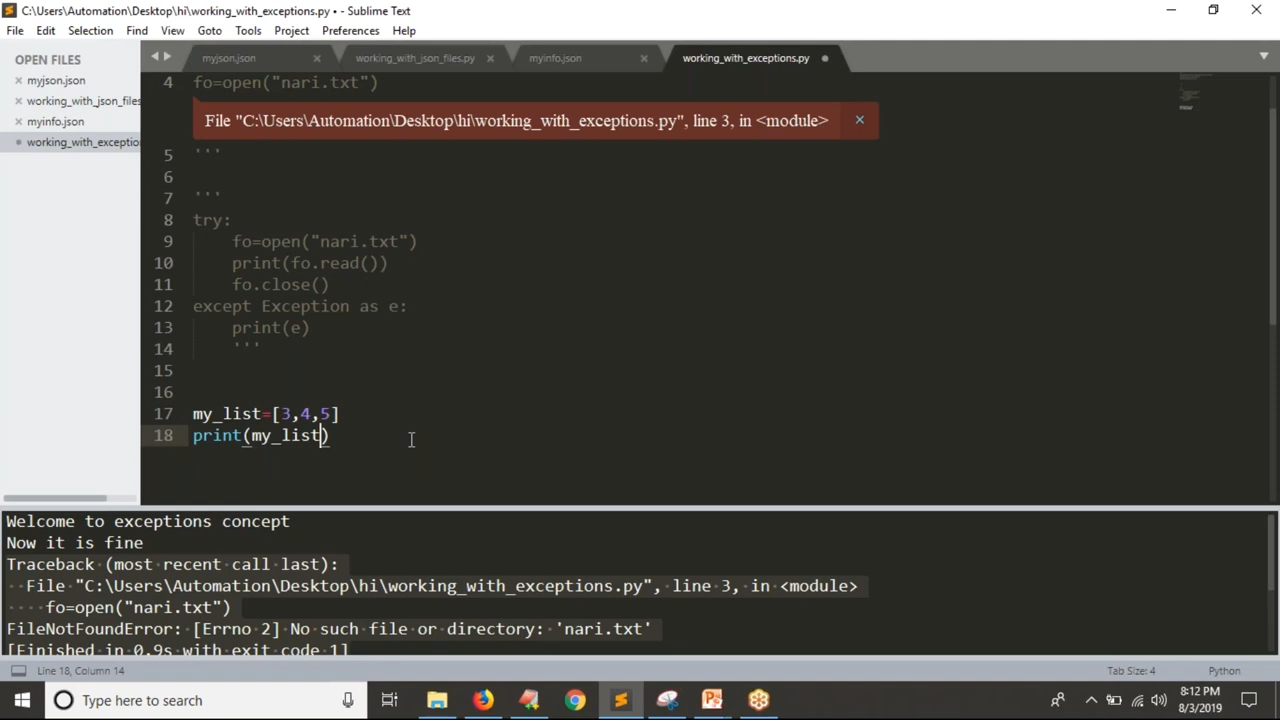 C:\Users\Automation\Desktop\hi\working_with_exceptions.py • - Sublime Text
File Edit Selection Find View Goto Tools Project Preferences Help
OPEN FILES
myjson.json
working_with_json_files
myinfo.json
working_with_exceptio
myjson.json working_with_json_files.py myinfo.json working_with_exceptions.py
4 fo=open("nari.txt")
File "C:\Users\Automation\Desktop\hi\working_with_exceptions.py", line 3, in <module>
5 '''
6
7 '''
8 try:
9 fo=open("nari.txt")
10 print(fo.read())
11 fo.close()
12 except Exception as e:
13 print(e)
14 '''
15
16
17 my_list=[3,4,5]
18 print(my_list)
Welcome to exceptions concept
Now it is fine
Traceback (most recent call last):
File "C:\Users\Automation\Desktop\hi\working_with_exceptions.py", line 3, in <module>
fo=open("nari.txt")
FileNotFoundError: [Errno 2] No such file or directory: 'nari.txt'
[Finished in 0.9s with exit code 1]
Line 18, Column 14 Tab Size: 4 Python
Type here to search
8:12 PM
8/3/2019